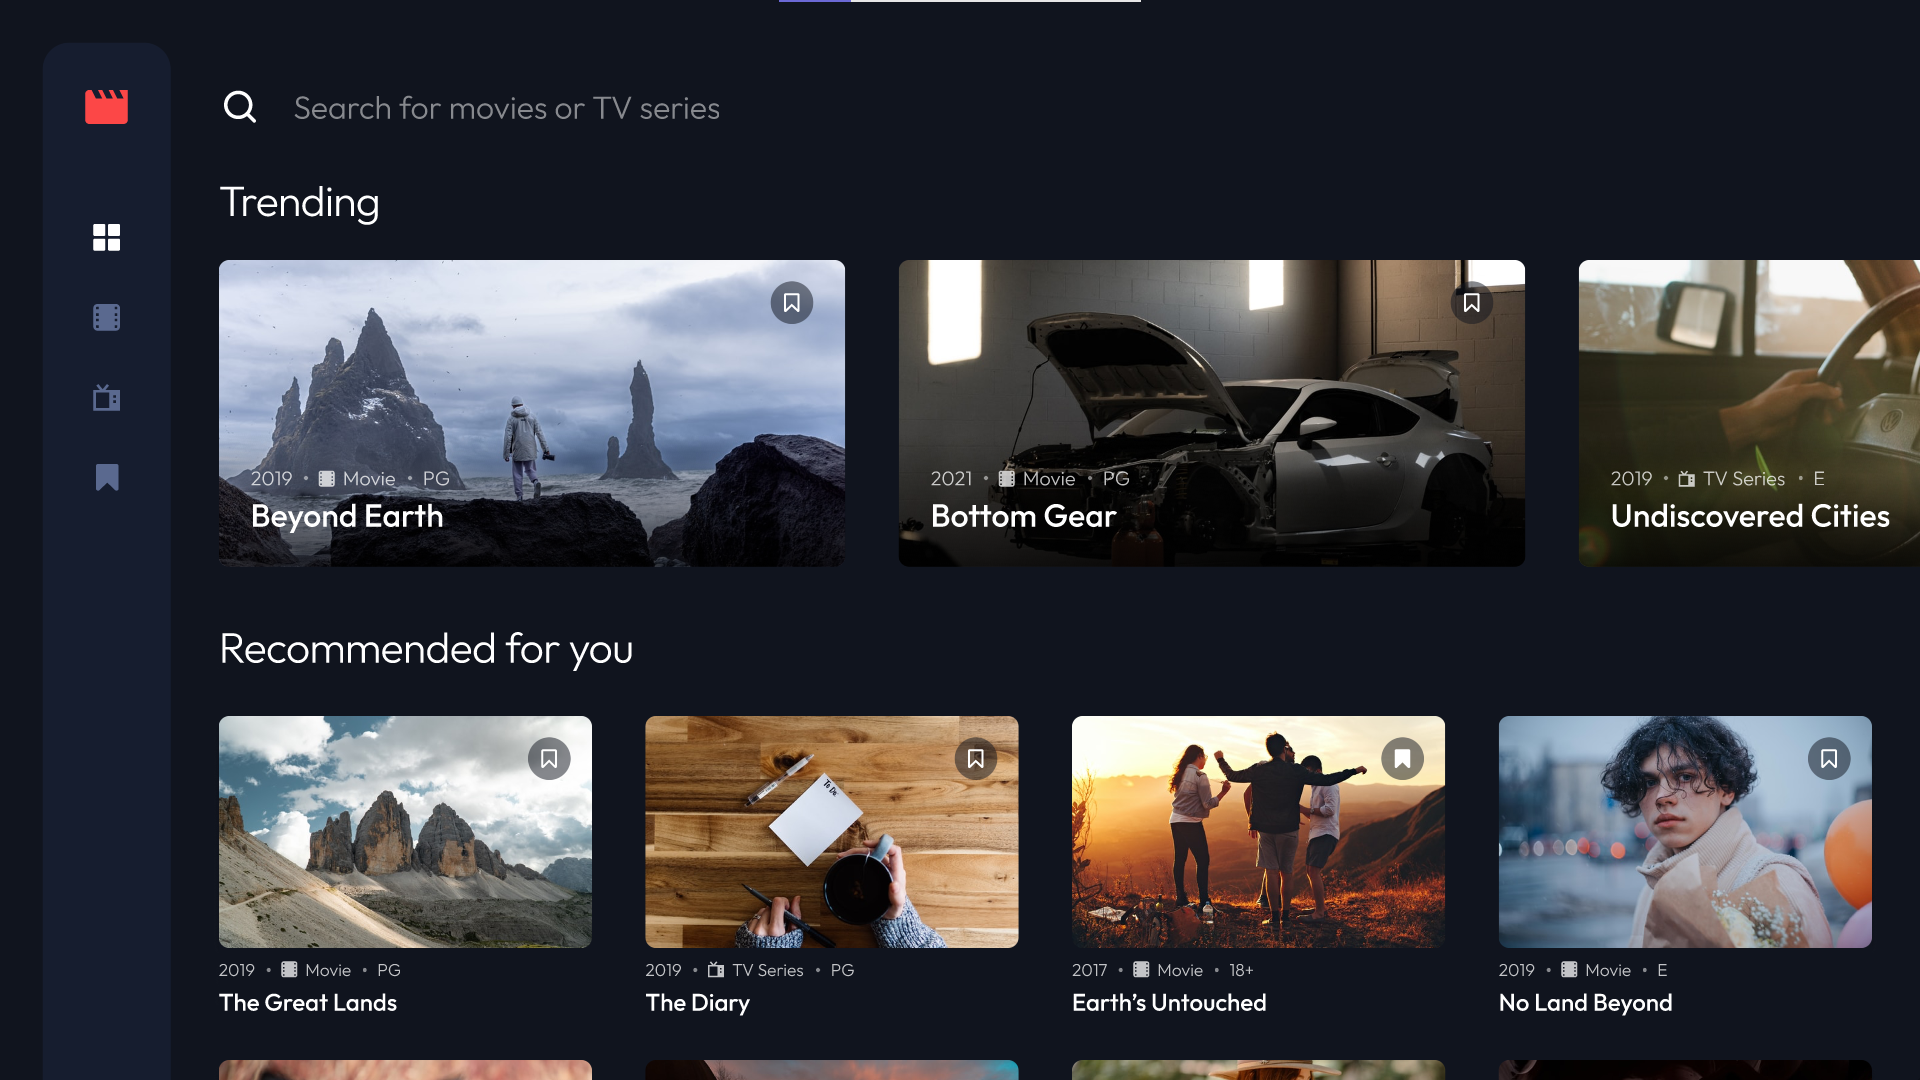 Search for movies or TV series
Trending
2019 • Movie • PG
Beyond Earth
2021 • Movie • PG
Bottom Gear
2019 • TV Series • E
Undiscovered Cities
Recommended for you
To Do
2019 • Movie • PG
The Great Lands
2019 • TV Series • PG
The Diary
2017 • Movie • 18+
Earth’s Untouched
2019 • Movie • E
No Land Beyond